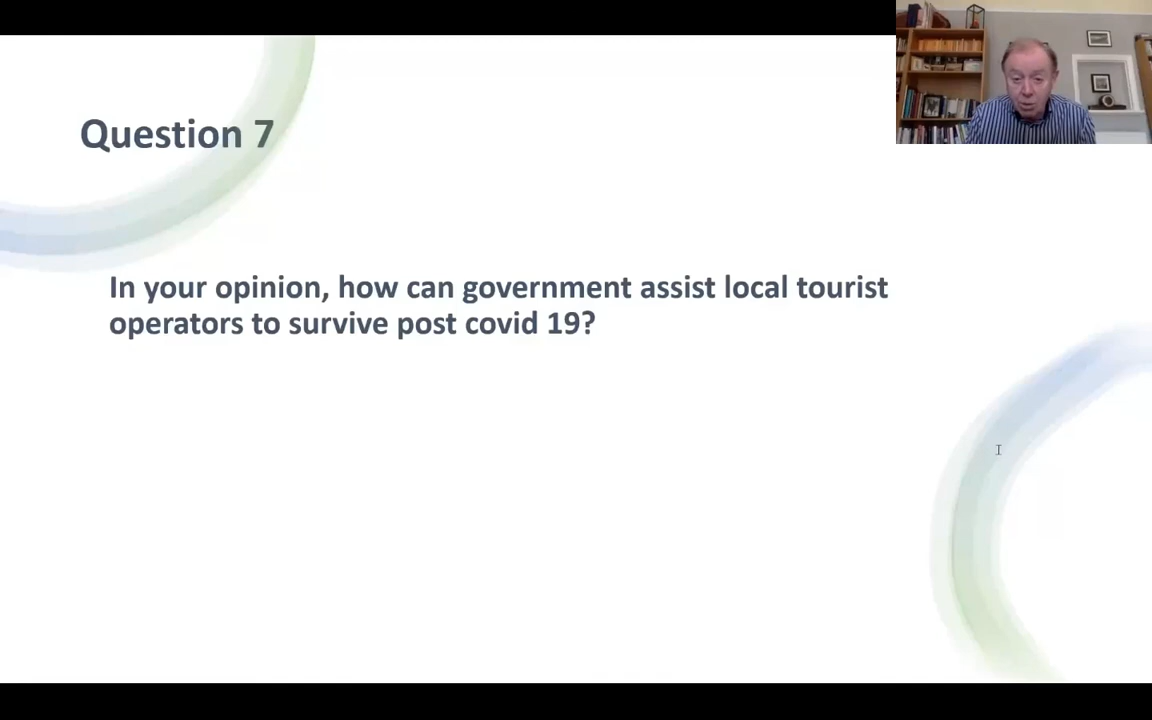 Question 7
In your opinion, how can government assist local tourist
operators to survive post covid 19?